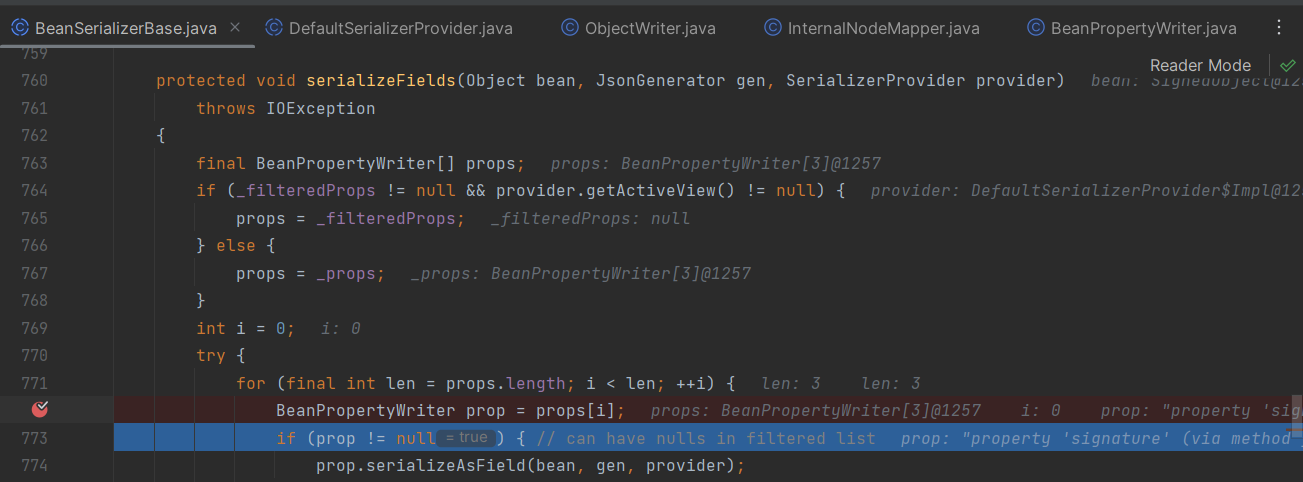 BeanSerializerBase.java × DefaultSerializerProvider.java ObjectWriter.java InternalNodeMapper.java BeanPropertyWriter.java
759
Reader Mode
760 protected void serializeFields(Object bean, JsonGenerator gen, SerializerProvider provider) bean: SignedObject@12
761 throws IOException
762 {
763 final BeanPropertyWriter[] props; props: BeanPropertyWriter[3]@1257
764 if (_filteredProps != null && provider.getActiveView() != null) { provider: DefaultSerializerProvider$Impl@12
765 props = _filteredProps; _filteredProps: null
766 } else {
767 props = _props; _props: BeanPropertyWriter[3]@1257
768 }
769 int i = 0; i: 0
770 try {
771 for (final int len = props.length; i < len; ++i) { len: 3 len: 3
BeanPropertyWriter prop = props[i]; props: BeanPropertyWriter[3]@1257 i: 0 prop: "property 'sig
773 if (prop != null = true ) { // can have nulls in filtered list prop: "property 'signature' (via method
774 prop.serializeAsField(bean, gen, provider);